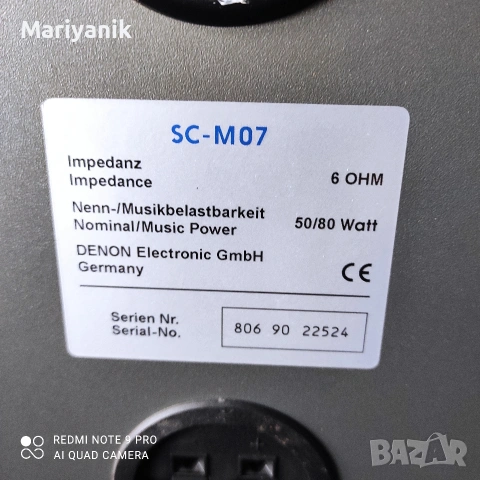 Mariyanik
SC-M07
Impedanz
Impedance
6 OHM
Nenn-/Musikbelastbarkeit
Nominal/Music Power
50/80 Watt
DENON Electronic GmbH
Germany
CE
Serien Nr.
Serial-No.
806 90 22524
REDMI NOTE 9 PRO
AI QUAD CAMERA
BAZAR